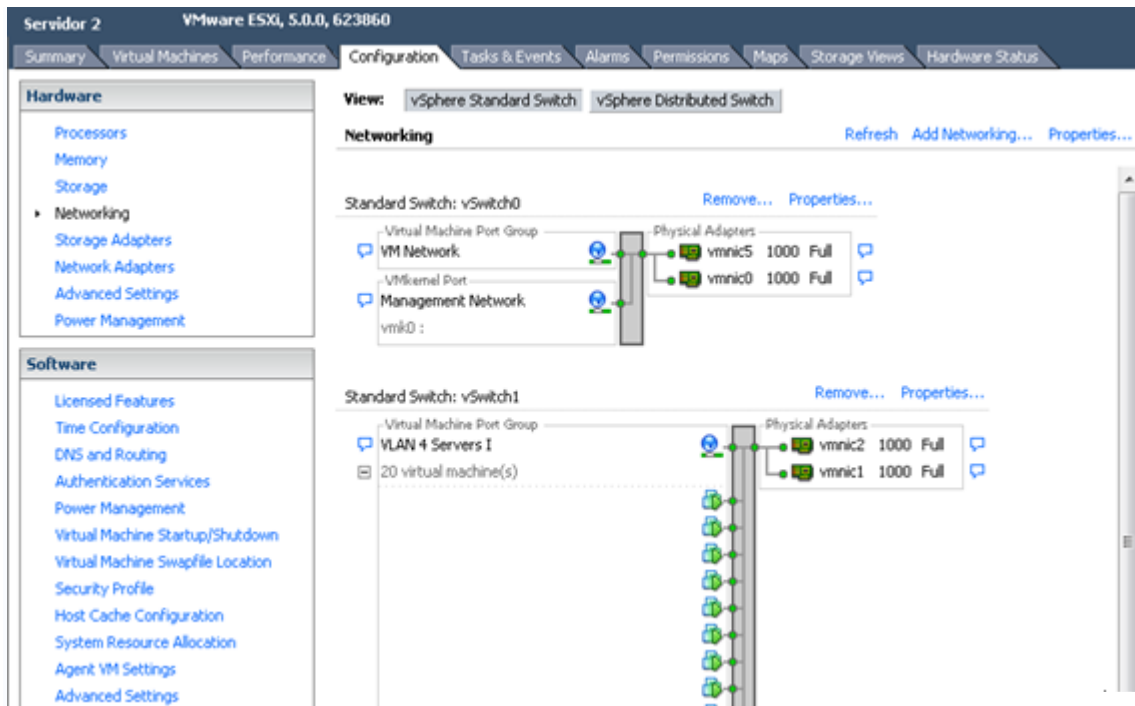 Servidor 2 VMware ESXi, 5.0.0, 623860
Summary Virtual Machines Performance Configuration Tasks & Events Alarms Permissions Maps Storage Views Hardware Status
Hardware
Processors
Memory
Storage
Networking
Storage Adapters
Network Adapters
Advanced Settings
Power Management
Software
Licensed Features
Time Configuration
DNS and Routing
Authentication Services
Power Management
Virtual Machine Startup/Shutdown
Virtual Machine Swapfile Location
Security Profile
Host Cache Configuration
System Resource Allocation
Agent VM Settings
Advanced Settings
View: vSphere Standard Switch vSphere Distributed Switch
Networking Refresh Add Networking... Properties...
Standard Switch: vSwitch0 Remove... Properties...
Virtual Machine Port Group Physical Adapters
VM Network vmnic5 1000 Full
vmnic0 1000 Full
VMkernel Port
Management Network
vmk0 :
Standard Switch: vSwitch1 Remove... Properties...
Virtual Machine Port Group Physical Adapters
VLAN 4 Servers I vmnic2 1000 Full
20 virtual machine(s) vmnic1 1000 Full